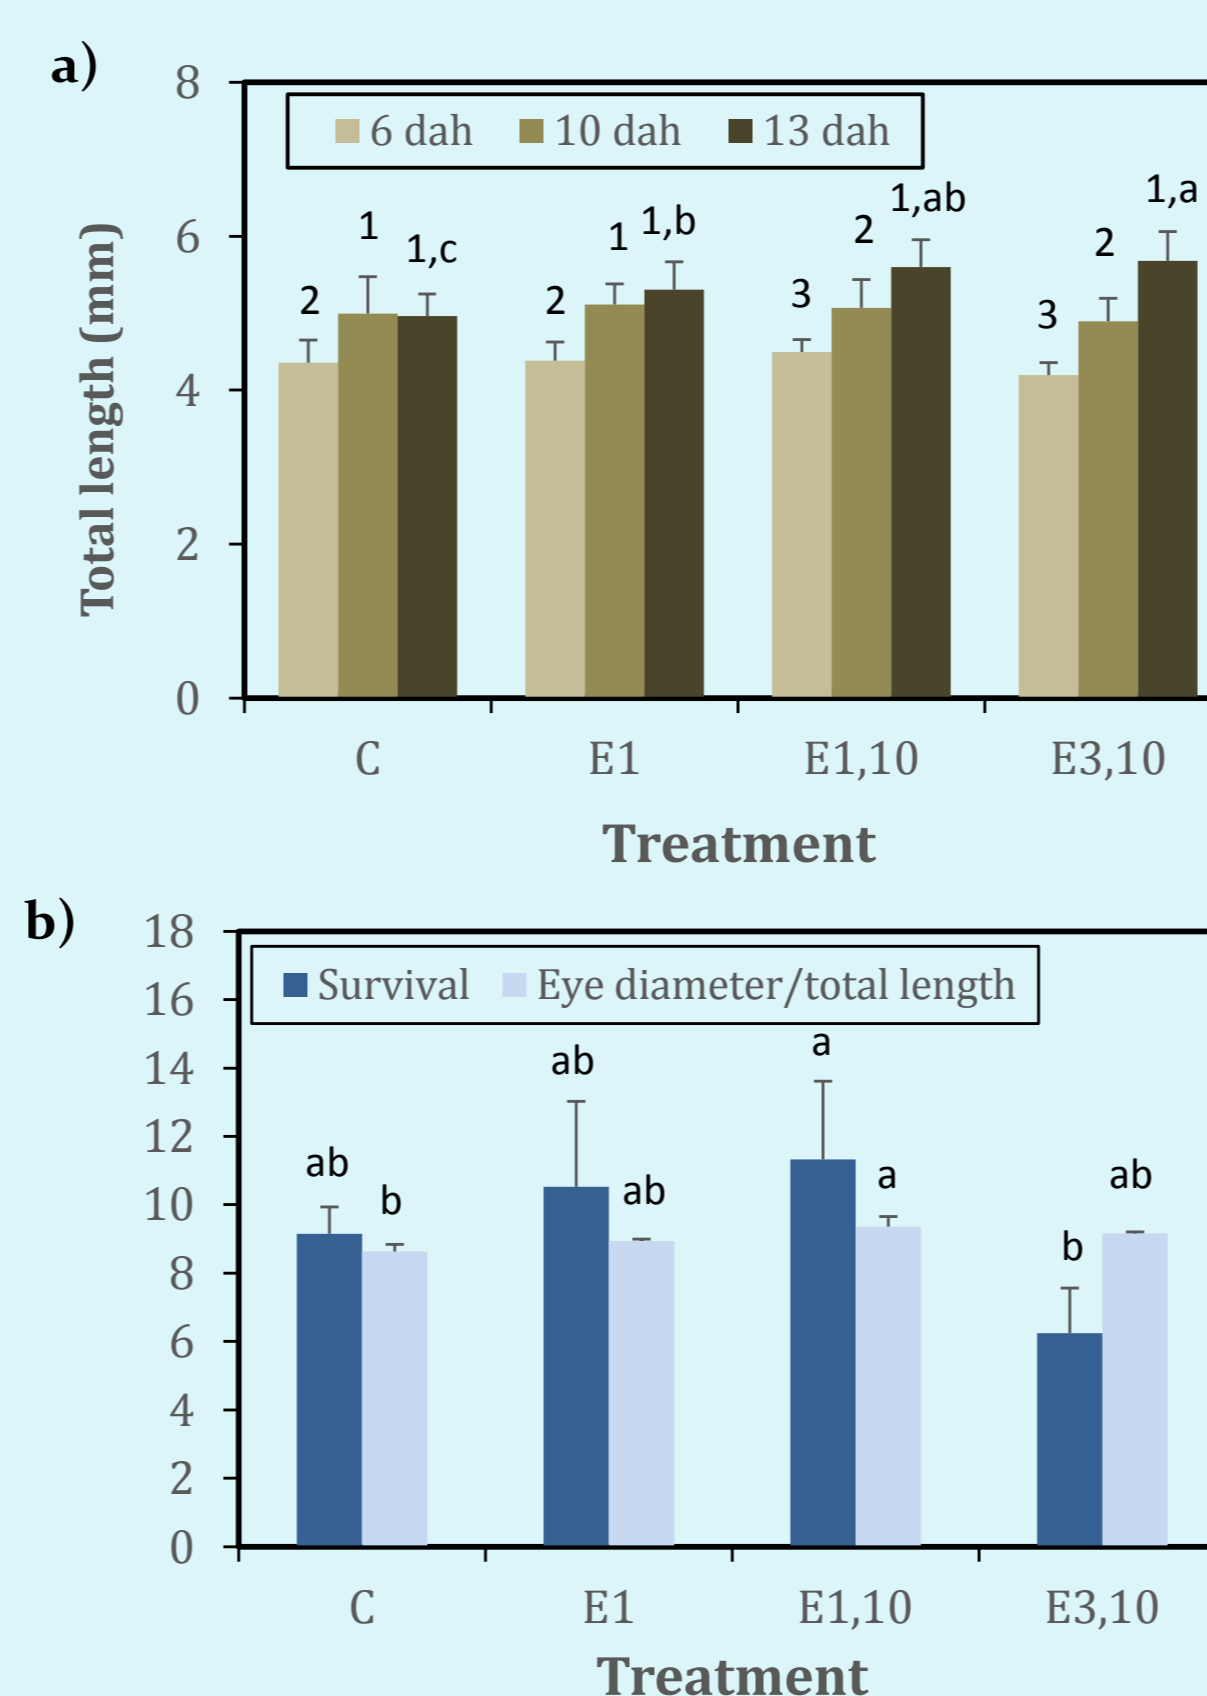 a)
8
6 dah 10 dah 13 dah
6
4
2
0
Total length (mm)
2 1 1,c 2 1 1,b 3 2 1,ab 3 2 1,a
C E1 E1,10 E3,10
Treatment
b)
18
16
14
12
10
8
6
4
2
0
Survival Eye diameter/total length
ab b ab ab a a b ab
C E1 E1,10 E3,10
Treatment